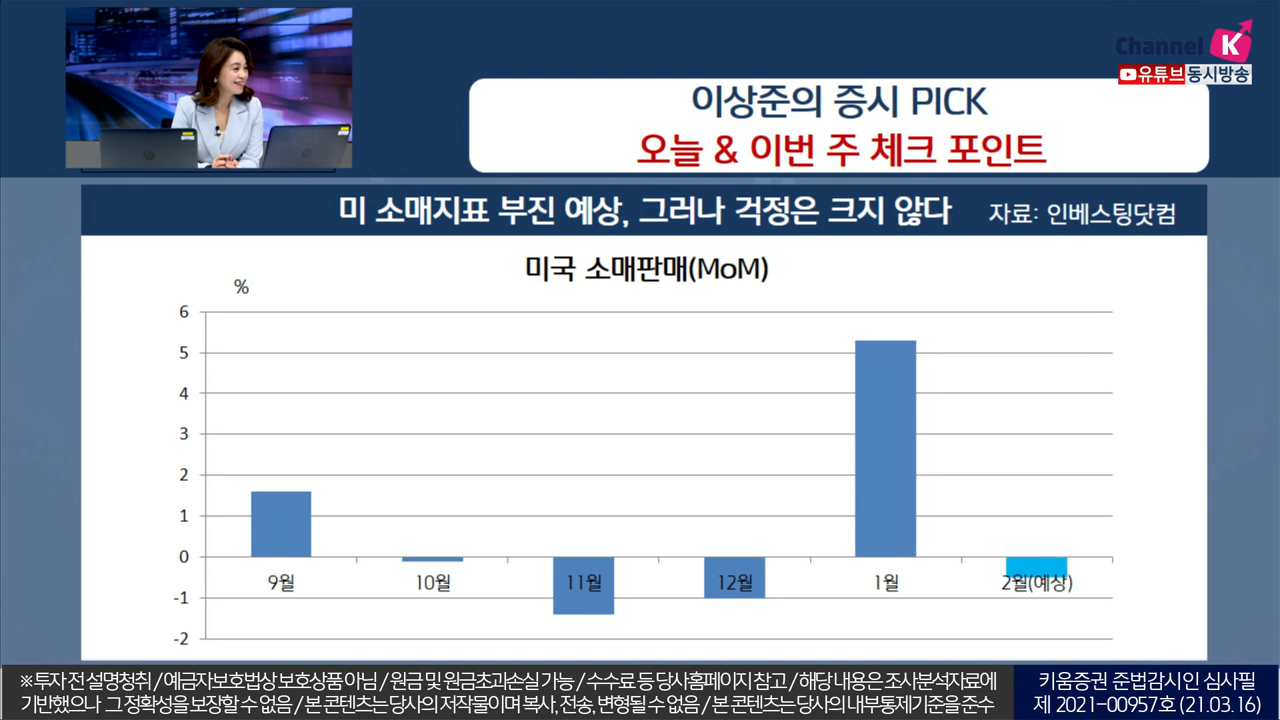 Channel K
유튜브동시방송
이상준의 증시 PICK
오늘 & 이번 주 체크 포인트
미 소매지표 부진 예상, 그러나 걱정은 크지 않다 자료: 인베스팅닷컴
미국 소매판매(MoM)
%
6
5
4
3
2
1
0
-1
-2
9월 10월 11월 12월 1월 2월(예상)
※투자 전 설명청취 / 예금자보호법상 보호상품 아님 / 원금 및 원금초과손실 가능 / 수수료 등 당사홈페이지 참고 / 해당 내용은 조사분석자료에
기반했으나 그 정확성을 보장할 수 없음 / 본 콘텐츠는 당사의 저작물이며 복사, 전송, 변형될 수 없음 / 본 콘텐츠는 당사의 내부통제기준을 준수
키움증권 준법감시인 심사필
제 2021-00957호 (21.03.16)